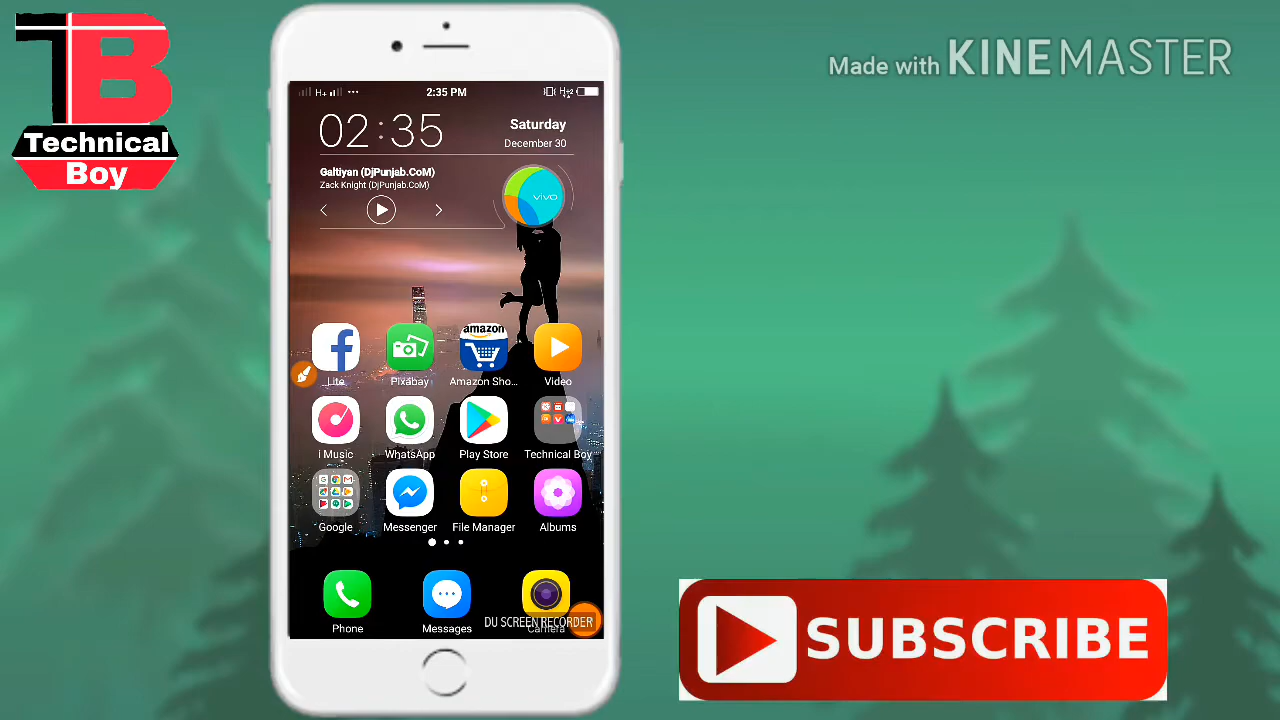 TB
Technical
Boy
Made with KINEMASTER
H+
2:35 PM
02:35
Saturday
December 30
Galtiyan (DjPunjab.CoM)
Zack Knight (DjPunjab.CoM)
vivo
amazon
Lite
Pixabay
Amazon Sho...
Video
i Music
WhatsApp
Play Store
Technical Boy
Google
Messenger
File Manager
Albums
DU SCREEN RECORDER
Phone
Messages
Camera
SUBSCRIBE